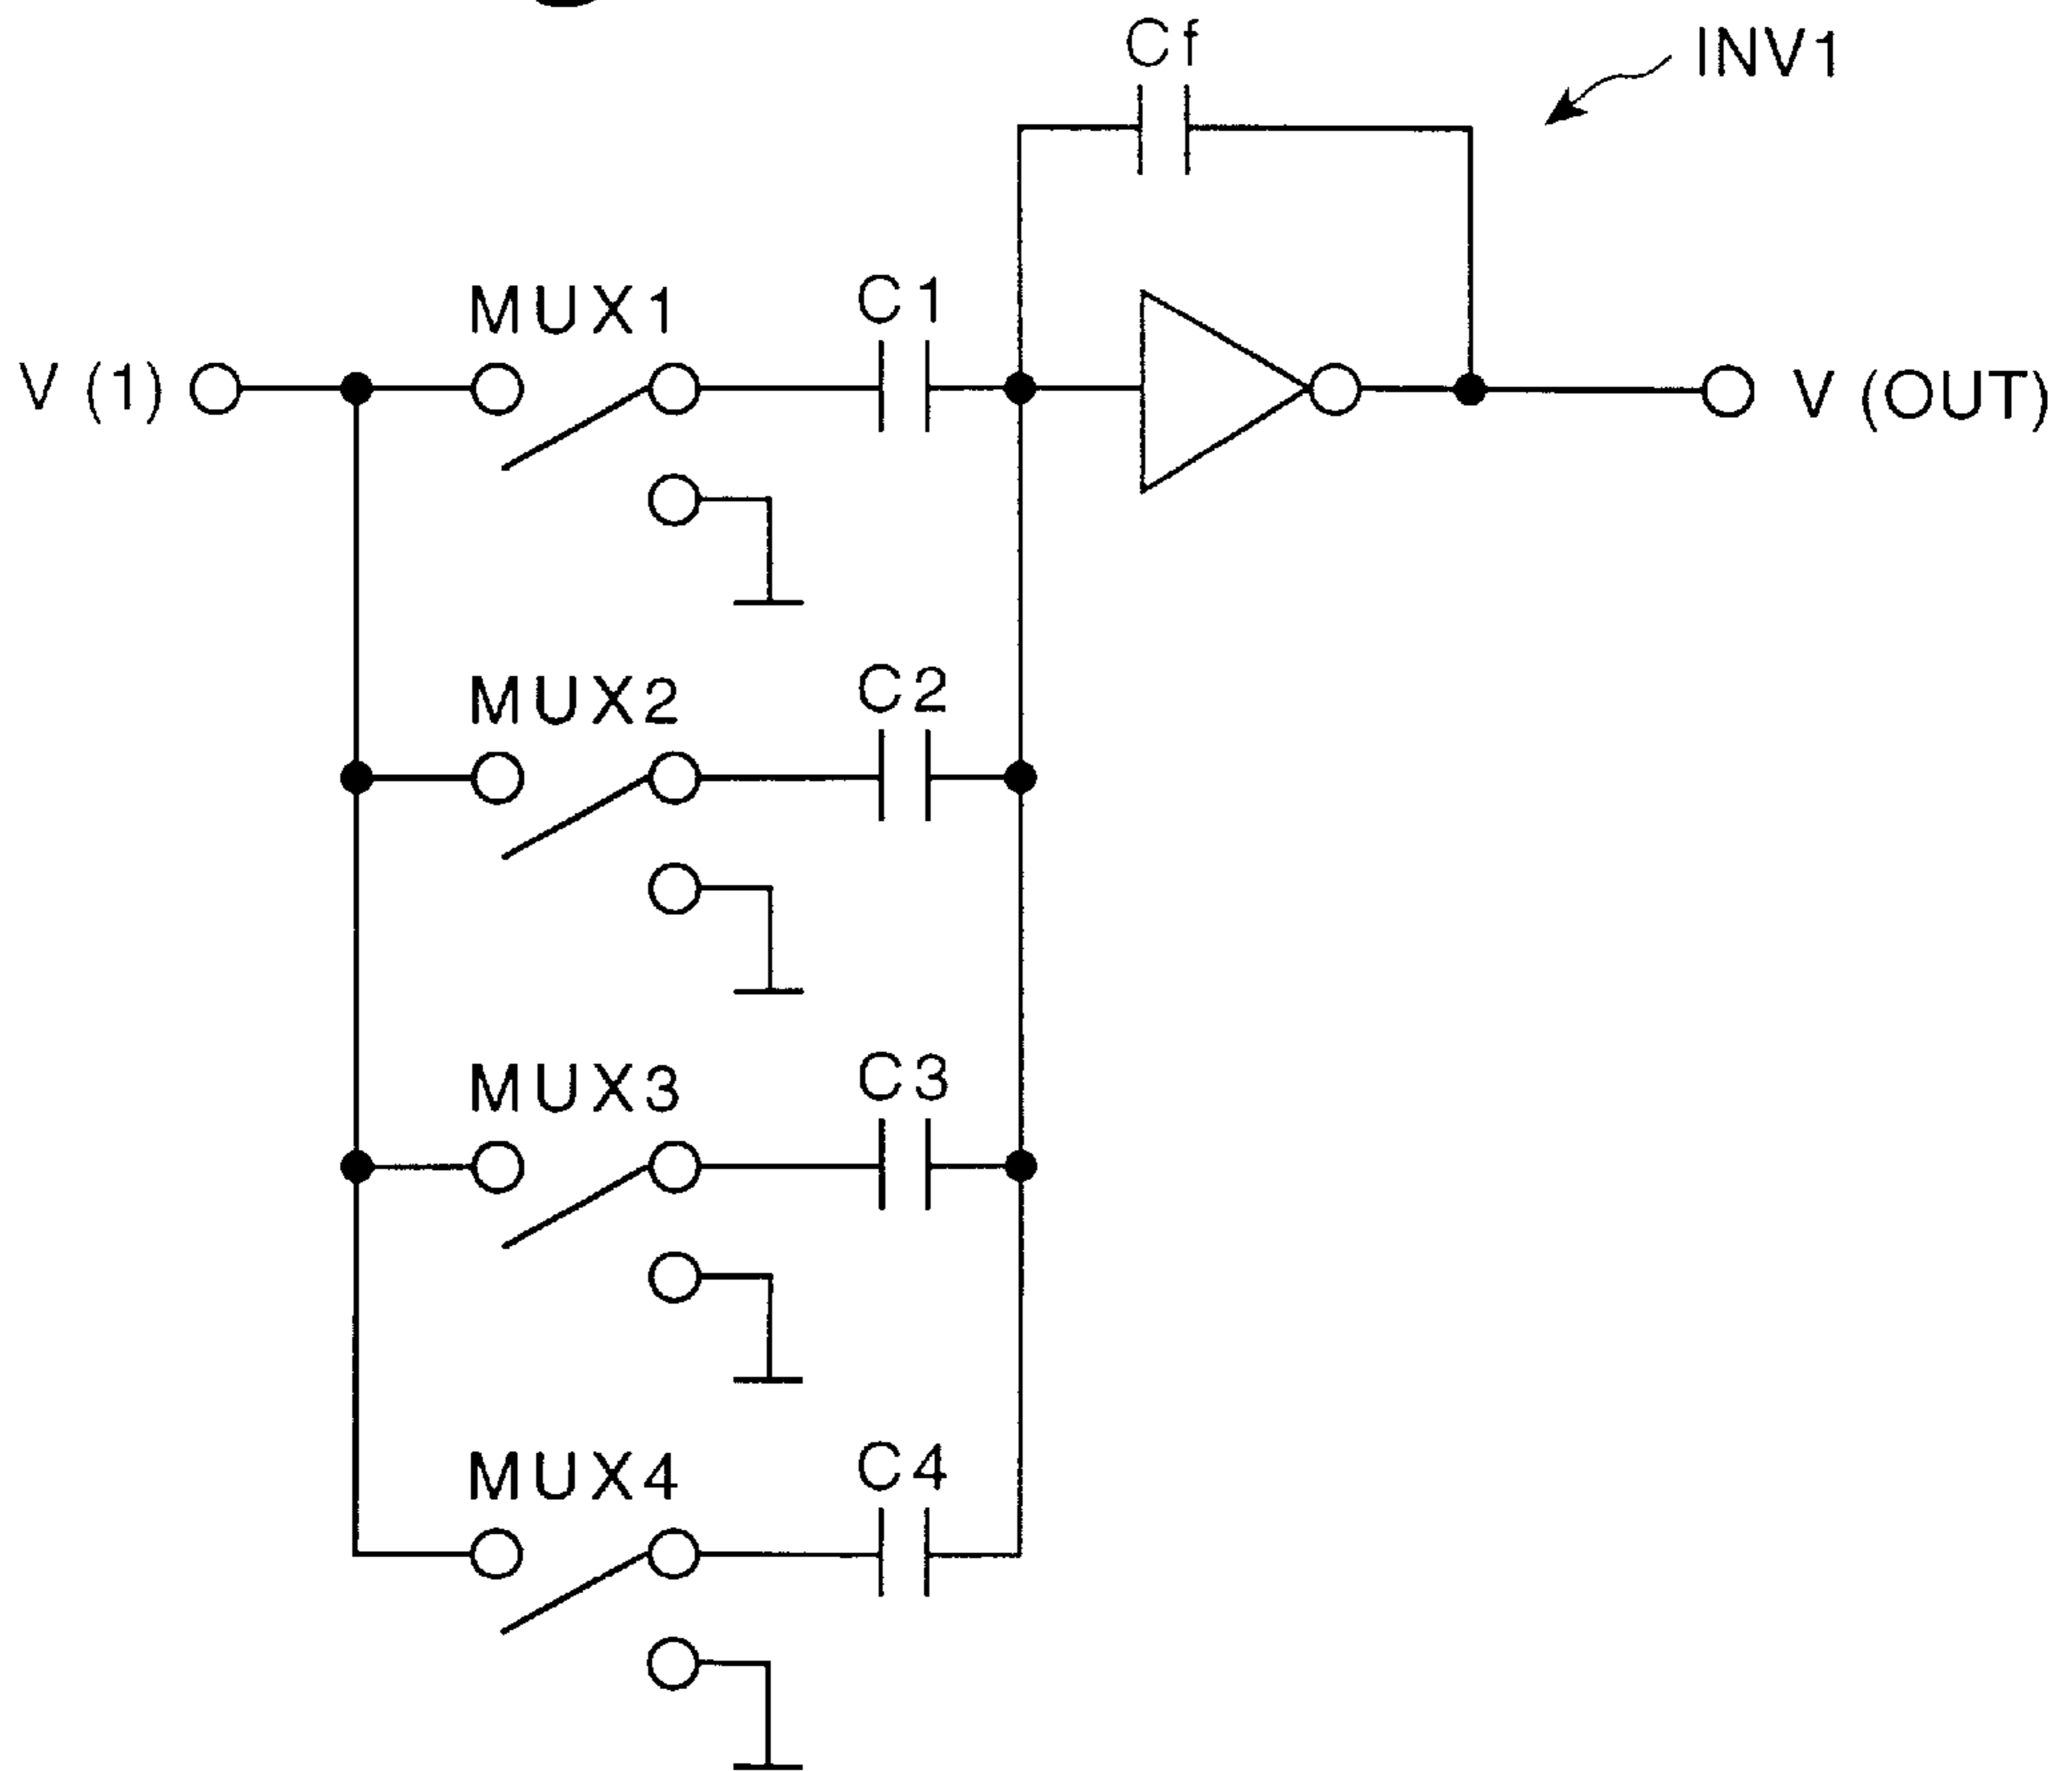 Cf
INV1
MUX1
C1
V (1)
V (OUT)
MUX2
C2
MUX3
C3
MUX4
C4